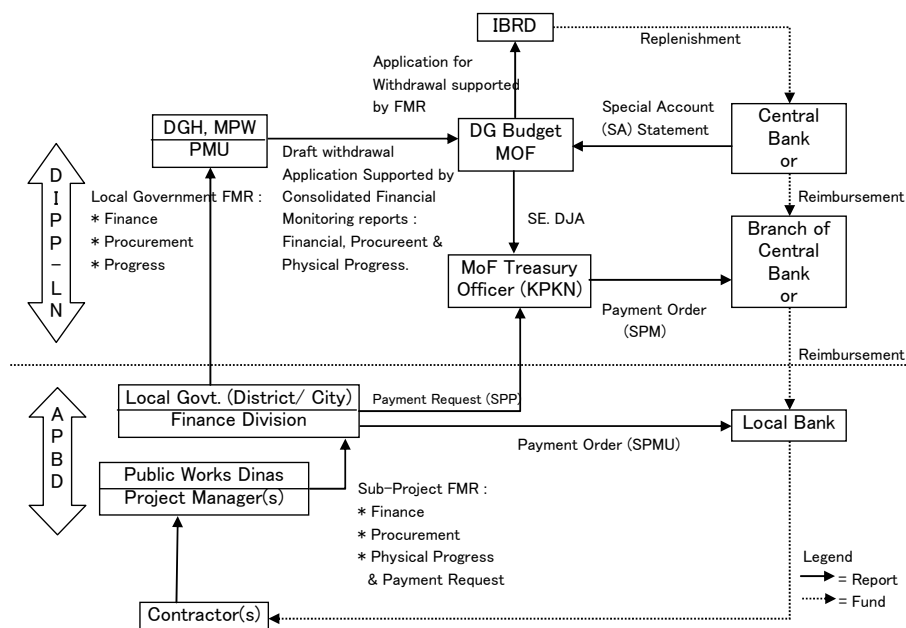 IBRD
Replenishment
Application for
Withdrawal supported
by FMR
Special Account
(SA) Statement
DGH, MPW
PMU
DG Budget
MOF
Central
Bank
or
Draft withdrawal
Application Supported by
Consolidated Financial
Monitoring reports :
Financial, Procureent &
Physical Progress.
DIPP-LN
Local Government FMR :
* Finance
* Procurement
* Progress
Reimbursement
SE. DJA
Branch of
Central
Bank
or
MoF Treasury
Officer (KPKN)
Payment Order
(SPM)
Reimbursement
APBD
Local Govt. (District/ City)
Finance Division
Payment Request (SPP)
Payment Order (SPMU)
Local Bank
Public Works Dinas
Project Manager(s)
Sub-Project FMR :
* Finance
* Procurement
* Physical Progress
& Payment Request
Legend
= Report
= Fund
Contractor(s)